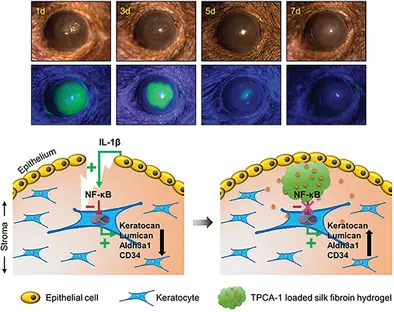 1d
3d
5d
7d
IL-1β
Epithelium
+
NF-κB
−
+
Keratocan
Lumican
Aldh3a1
CD34
Stroma
NF-κB
−
+
Keratocan
Lumican
Aldh3a1
CD34
Epithelial cell
Keratocyte
TPCA-1 loaded silk fibroin hydrogel